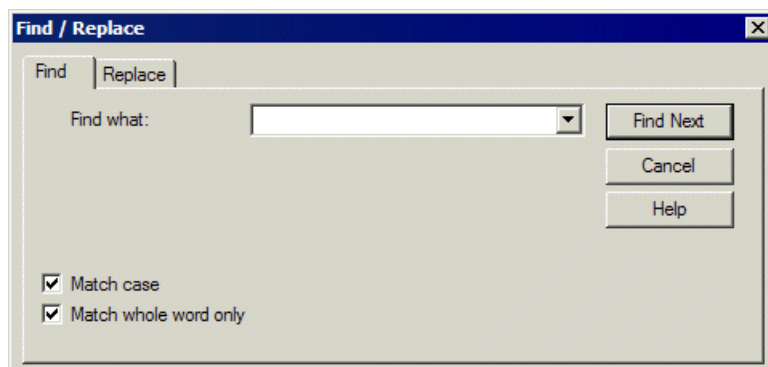 Find / Replace
Find
Replace
Find what:
Find Next
Cancel
Help
Match case
Match whole word only